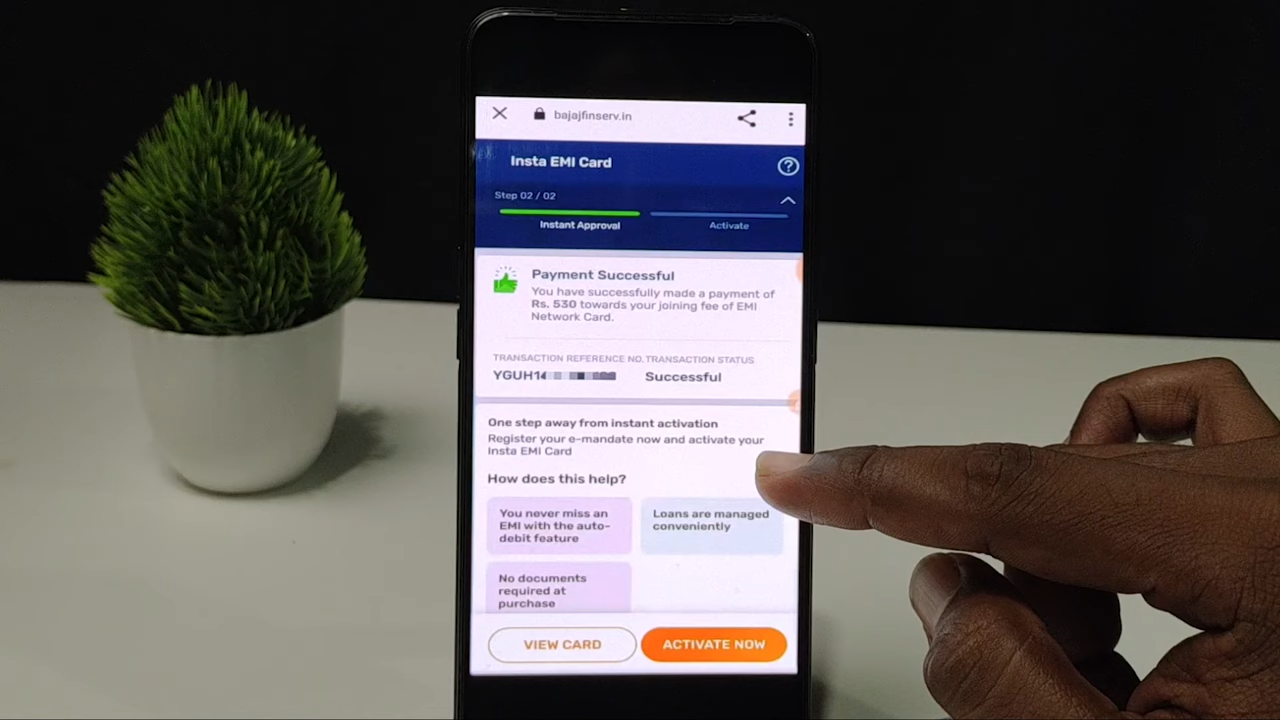 bajajfinserv.in
Insta EMI Card
Step 02 / 02
Instant Approval
Activate
Payment Successful
You have successfully made a payment of
Rs. 530 towards your joining fee of EMI
Network Card.
TRANSACTION REFERENCE NO. TRANSACTION STATUS
YGUH14 Successful
One step away from instant activation
Register your e-mandate now and activate your
Insta EMI Card
How does this help?
You never miss an
EMI with the auto-
debit feature
Loans are managed
conveniently
No documents
required at
purchase
VIEW CARD
ACTIVATE NOW